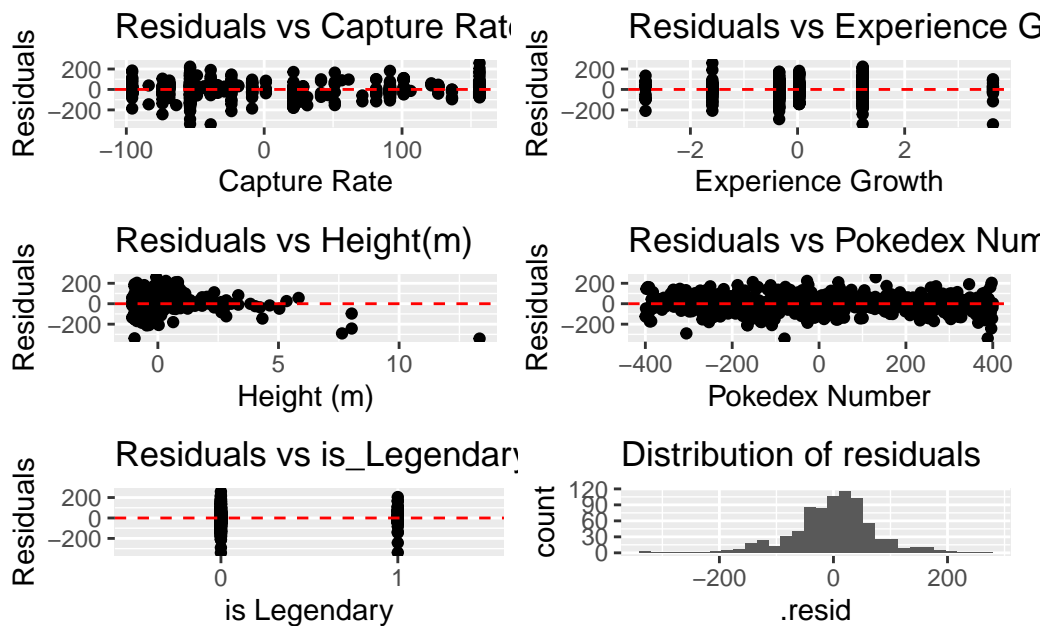 Residuals vs Capture Rate
Residuals
200
0
−200
−100
0
100
Capture Rate
Residuals vs Experience G
Residuals
200
0
−200
−2
0
2
Experience Growth
Residuals vs Height(m)
Residuals
200
0
−200
0
5
10
Height (m)
Residuals vs Pokedex Num
Residuals
200
0
−200
−400
−200
0
200
400
Pokedex Number
Residuals vs is_Legendary
Residuals
200
0
−200
0
1
is Legendary
Distribution of residuals
count
120
90
60
30
0
−200
0
200
.resid